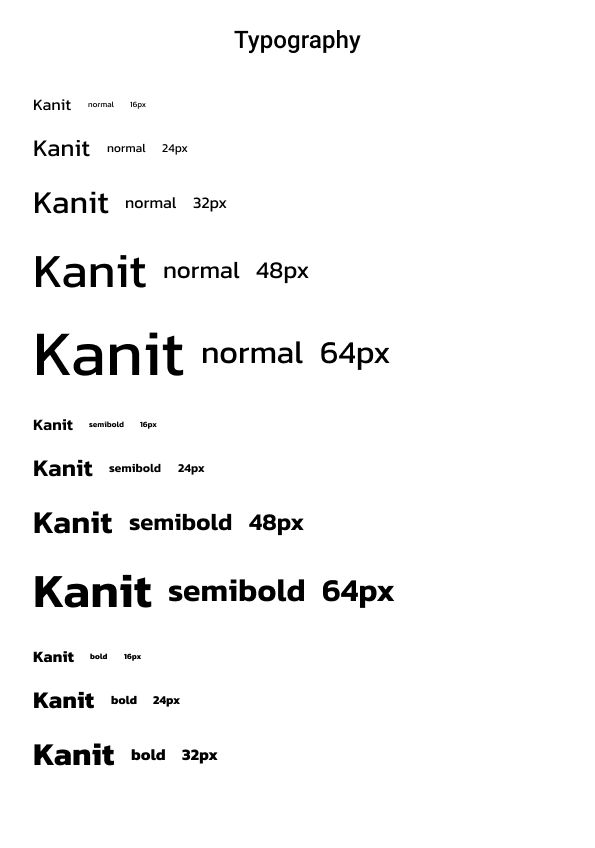 Typography
Kanit normal 16px
Kanit normal 24px
Kanit normal 32px
Kanit normal 48px
Kanit normal 64px
Kanit semibold 16px
Kanit semibold 24px
Kanit semibold 48px
Kanit semibold 64px
Kanit bold 16px
Kanit bold 24px
Kanit bold 32px